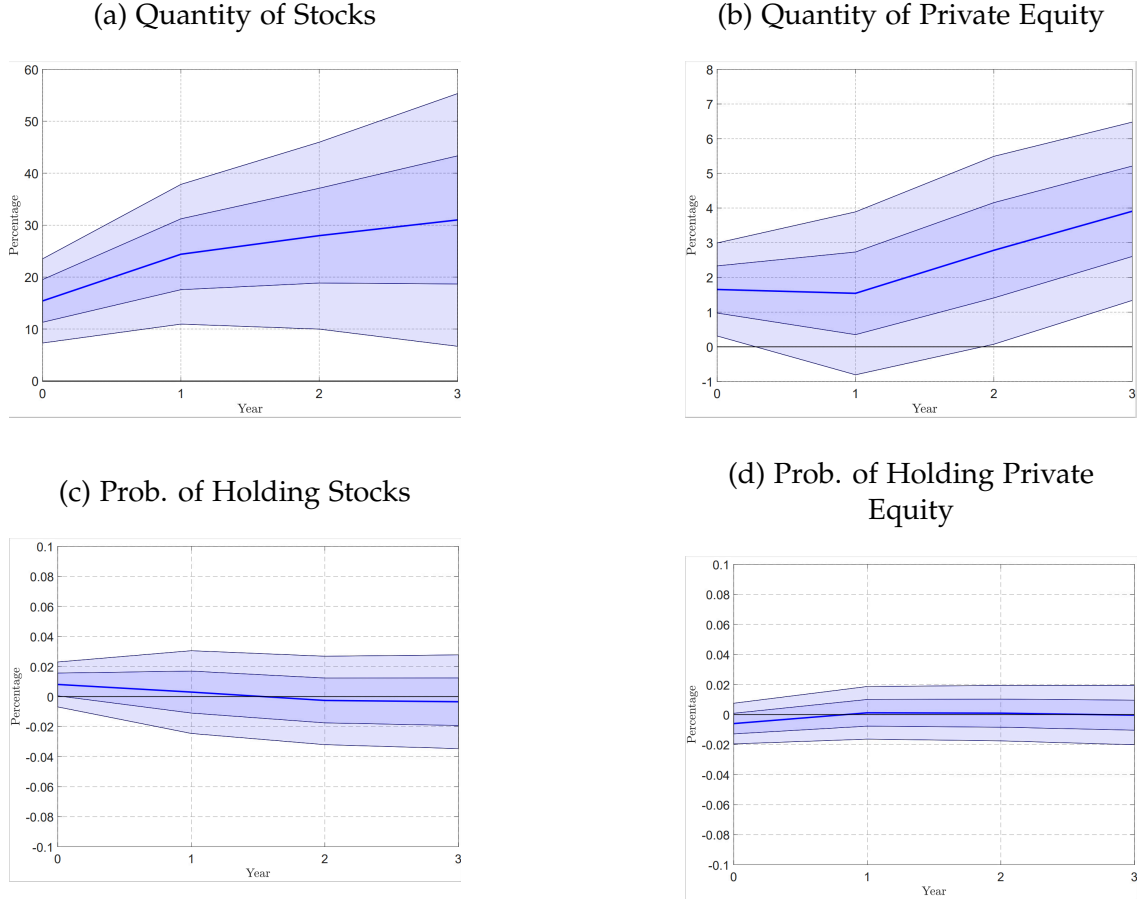 (a) Quantity of Stocks
60
50
40
30
20
10
0
Percentage
0 1 2 3
Year
(b) Quantity of Private Equity
8
7
6
5
4
3
2
1
0
-1
Percentage
0 1 2 3
Year
(c) Prob. of Holding Stocks
0.1
0.08
0.06
0.04
0.02
0
-0.02
-0.04
-0.06
-0.08
-0.1
Percentage
0 1 2 3
Year
(d) Prob. of Holding Private
Equity
0.1
0.08
0.06
0.04
0.02
0
-0.02
-0.04
-0.06
-0.08
-0.1
Percentage
0 1 2 3
Year